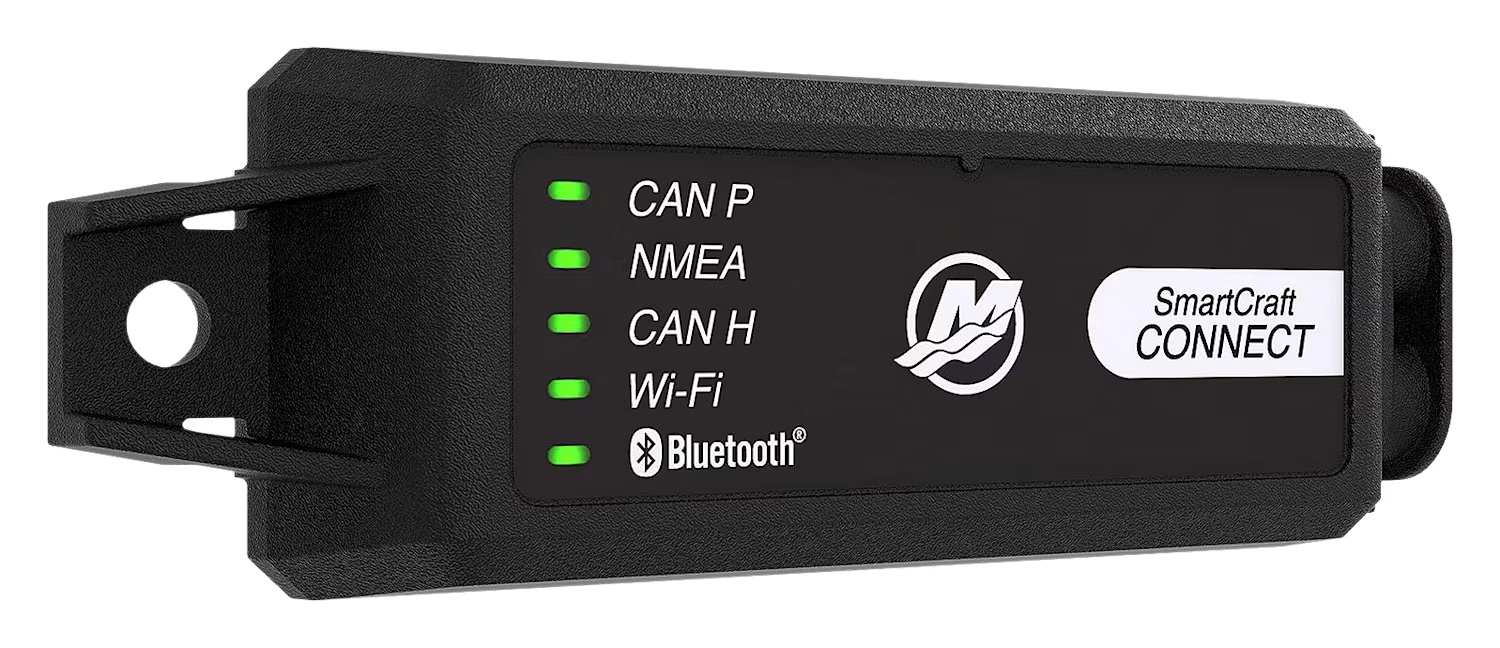 CAN P
NMEA
CAN H
Wi-Fi
Bluetooth®
M
SmartCraft
CONNECT